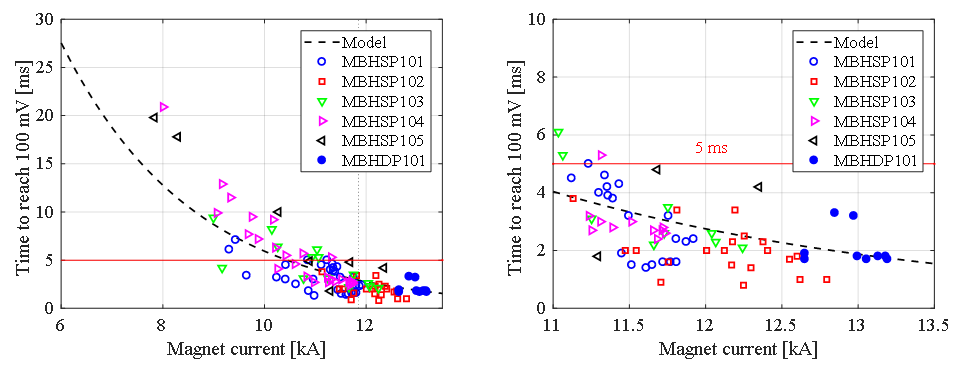 30
25
20
15
10
5
0
Time to reach 100 mV [ms]
6
8
10
12
Magnet current [kA]
Model
MBHSP101
MBHSP102
MBHSP103
MBHSP104
MBHSP105
MBHDP101
10
8
6
4
2
0
Time to reach 100 mV [ms]
11
11.5
12
12.5
13
13.5
Magnet current [kA]
5 ms
Model
MBHSP101
MBHSP102
MBHSP103
MBHSP104
MBHSP105
MBHDP101